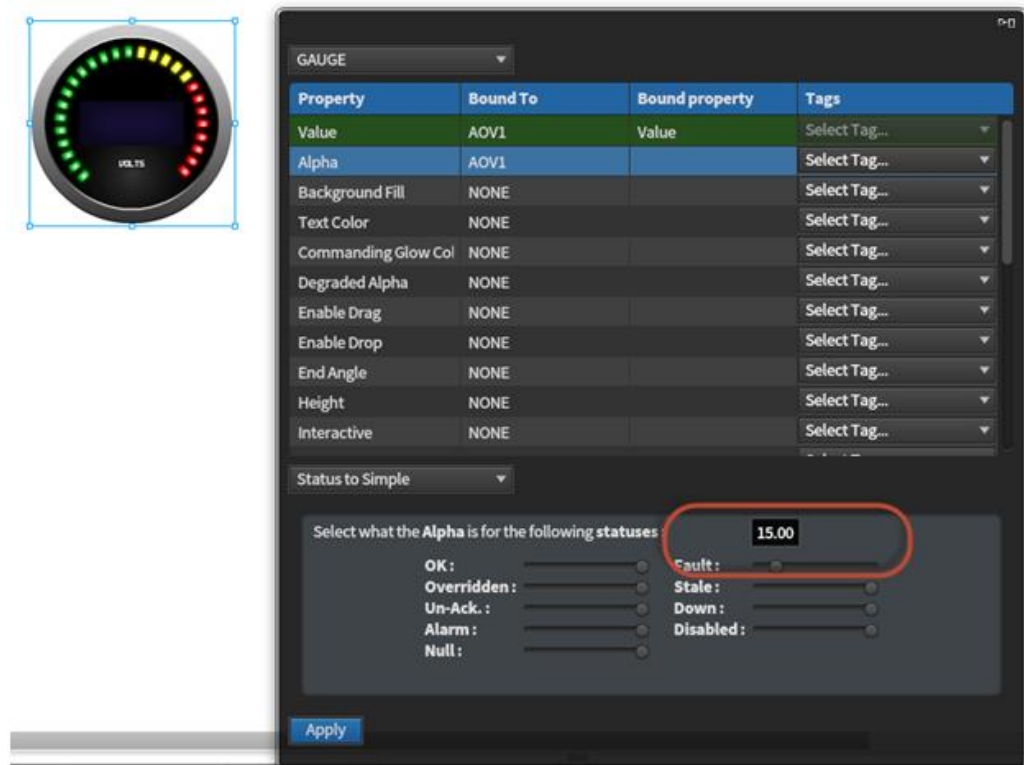 VOLTS
GAUGE
Property Bound To Bound property Tags
Value AOV1 Value Select Tag...
Alpha AOV1 Select Tag...
Background Fill NONE Select Tag...
Text Color NONE Select Tag...
Commanding Glow Col NONE Select Tag...
Degraded Alpha NONE Select Tag...
Enable Drag NONE Select Tag...
Enable Drop NONE Select Tag...
End Angle NONE Select Tag...
Height NONE Select Tag...
Interactive NONE Select Tag...
Status to Simple
Select what the Alpha is for the following statuses : 15.00
OK : Fault :
Overridden : Stale :
Un-Ack. : Down :
Alarm : Disabled :
Null :
Apply